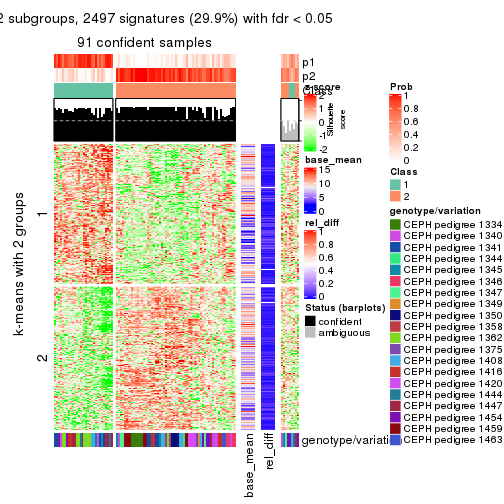 2 subgroups, 2497 signatures (29.9%) with fdr < 0.05
91 confident samples
p1
p2
Class
z-score
2
1
0
-1
-2
Silhouette
score
base_mean
15
10
5
0
rel_diff
1
0.8
0.6
0.4
0.2
0
Status (barplots)
confident
ambiguous
Prob
1
0.8
0.6
0.4
0.2
0
Class
1
2
genotype/variation
CEPH pedigree 1334
CEPH pedigree 1340
CEPH pedigree 1341
CEPH pedigree 1344
CEPH pedigree 1345
CEPH pedigree 1346
CEPH pedigree 1347
CEPH pedigree 1349
CEPH pedigree 1350
CEPH pedigree 1358
CEPH pedigree 1362
CEPH pedigree 1375
CEPH pedigree 1408
CEPH pedigree 1416
CEPH pedigree 1420
CEPH pedigree 1444
CEPH pedigree 1447
CEPH pedigree 1454
CEPH pedigree 1459
CEPH pedigree 1463
k-means with 2 groups
1
2
genotype/variati
base_mean
rel_diff